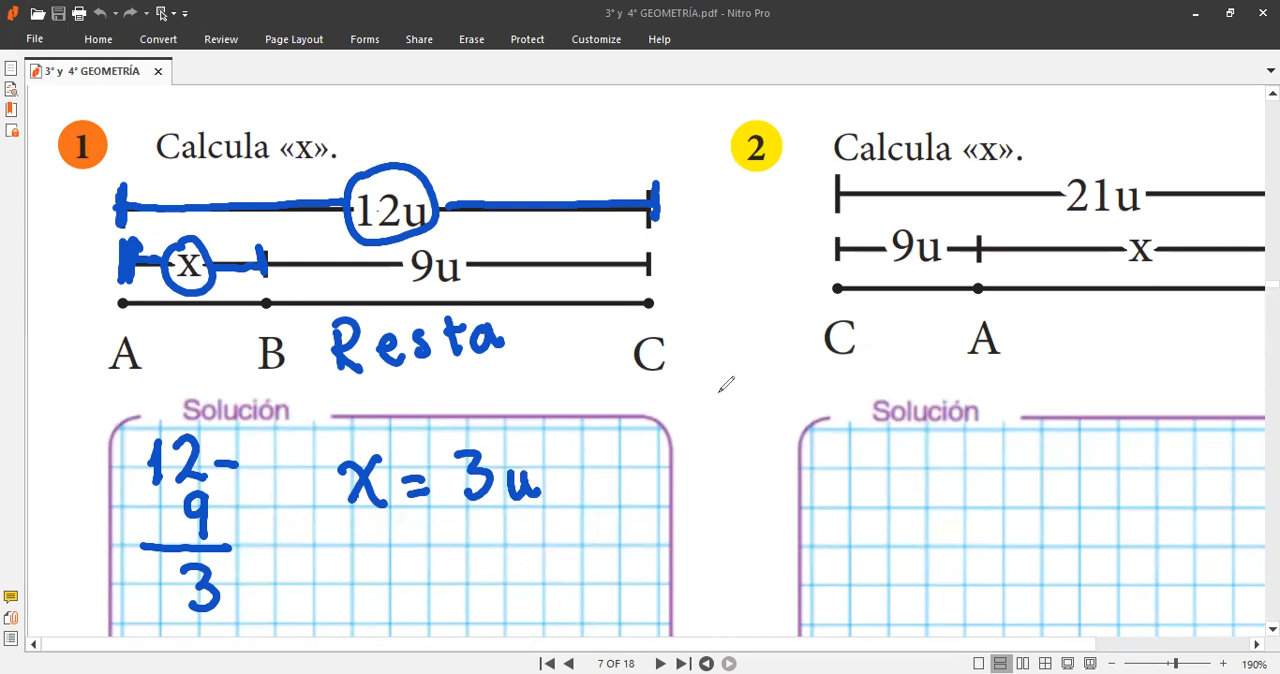 3° y 4° GEOMETRÍA.pdf - Nitro Pro
File Home Convert Review Page Layout Forms Share Erase Protect Customize Help
3° y 4° GEOMETRÍA
1 Calcula «x».
12u
x 9u
A B C
Resta
Solución
12-
9
3
x = 3u
2 Calcula «x».
21u
9u x
C A
Solución
7 OF 18
190%